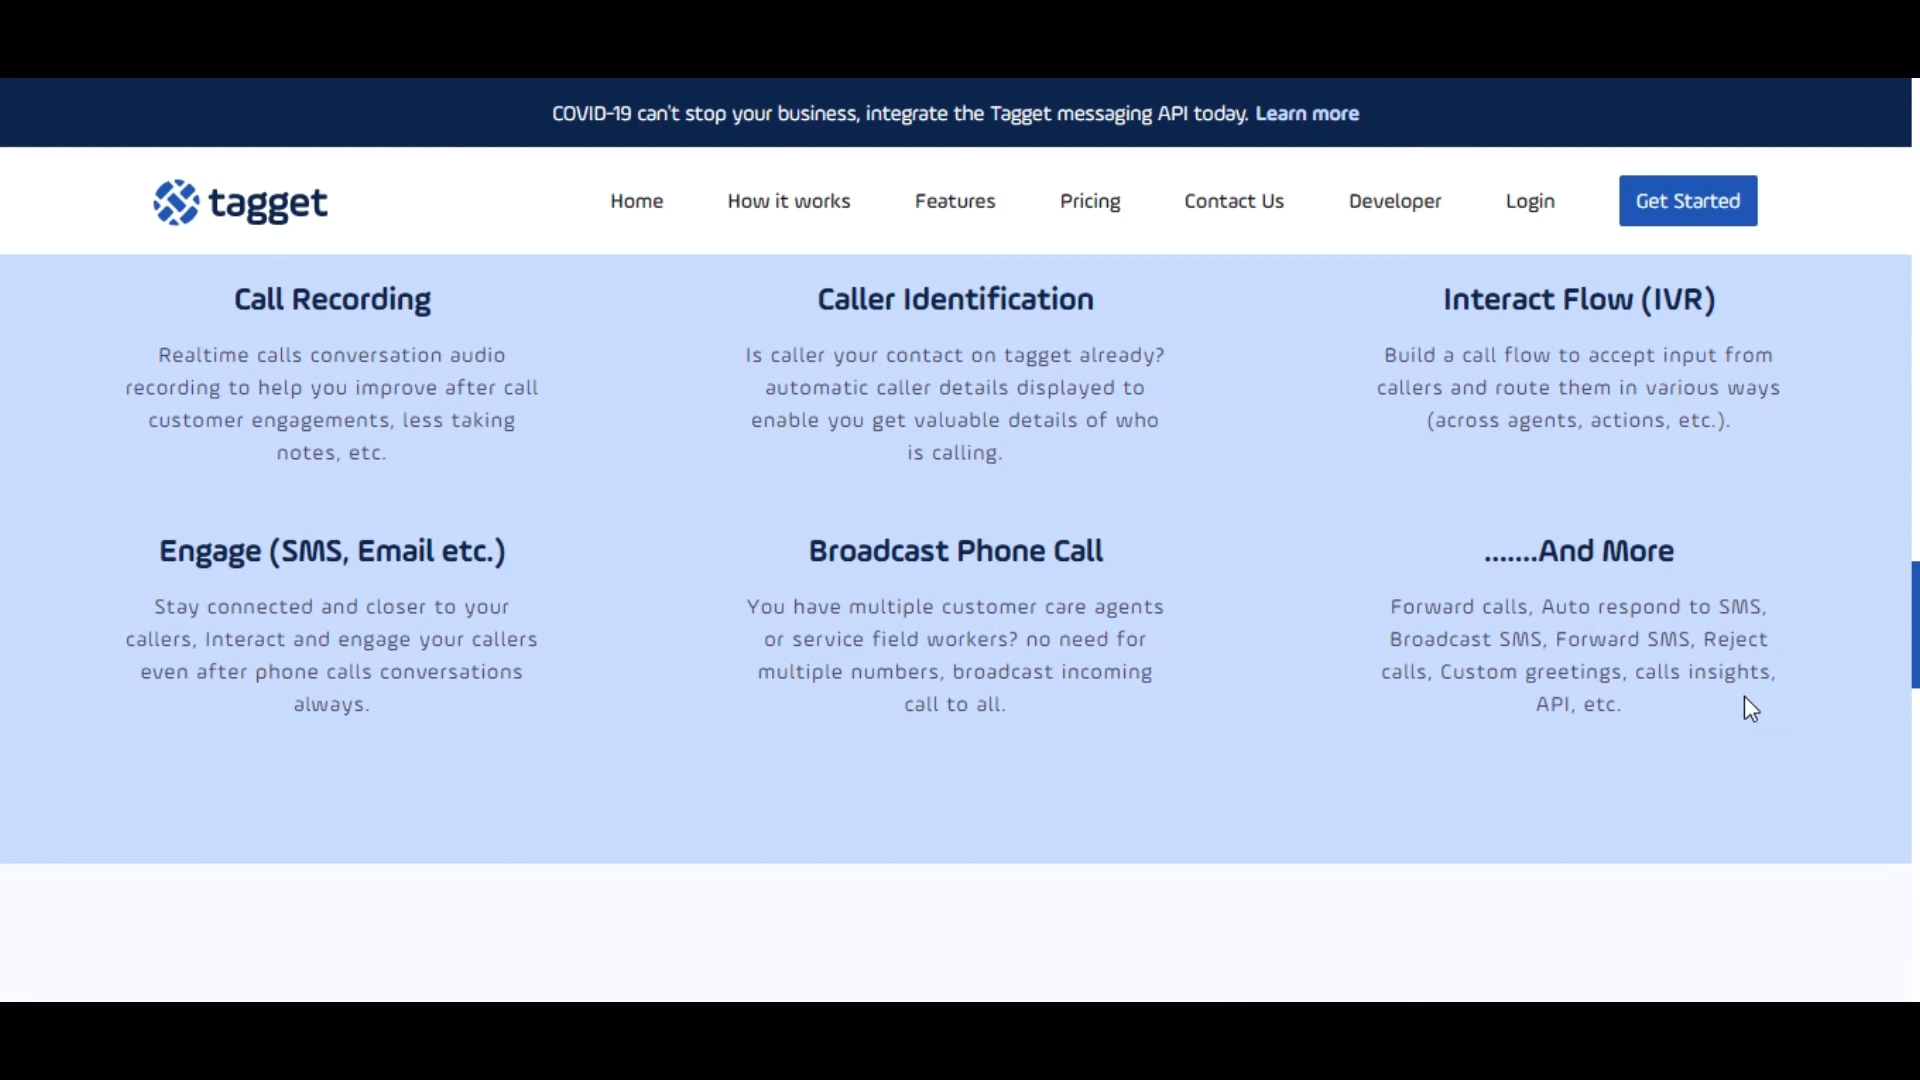 COVID-19 can't stop your business, integrate the Tagget messaging API today. Learn more
tagget
Home How it works Features Pricing Contact Us Developer Login Get Started
Call Recording
Realtime calls conversation audio
recording to help you improve after call
customer engagements, less taking
notes, etc.
Caller Identification
Is caller your contact on tagget already?
automatic caller details displayed to
enable you get valuable details of who
is calling.
Interact Flow (IVR)
Build a call flow to accept input from
callers and route them in various ways
(across agents, actions, etc.).
Engage (SMS, Email etc.)
Stay connected and closer to your
callers, Interact and engage your callers
even after phone calls conversations
always.
Broadcast Phone Call
You have multiple customer care agents
or service field workers? no need for
multiple numbers, broadcast incoming
call to all.
.......And More
Forward calls, Auto respond to SMS,
Broadcast SMS, Forward SMS, Reject
calls, Custom greetings, calls insights,
API, etc.